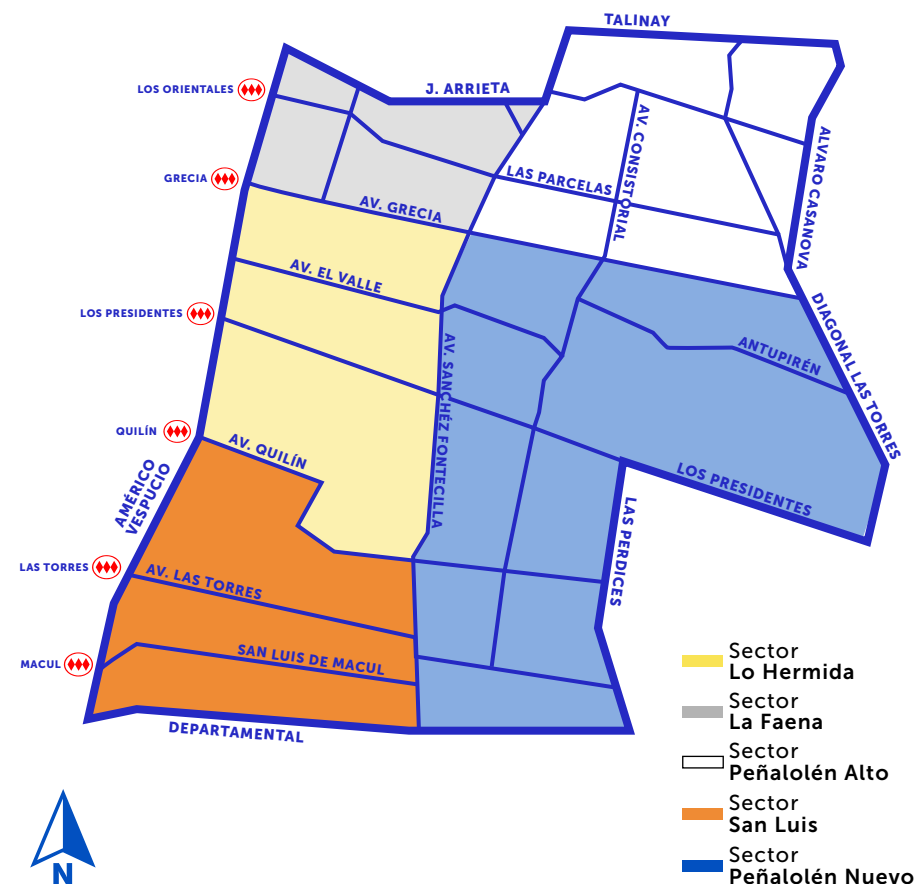 TALINAY
LOS ORIENTALES
J. ARRIETA
AV. CONSISTORIAL
ALVARO CASANOVA
GRECIA
LAS PARCELAS
AV. GRECIA
AV. EL VALLE
LOS PRESIDENTES
DIAGONAL LAS TORRES
ANTUPIRÉN
AV. SANCHÉZ FONTECILLA
QUILÍN
AV. QUILÍN
AMÉRICO
VESPUCIO
LOS PRESIDENTES
LAS PERDICES
LAS TORRES
AV. LAS TORRES
SAN LUIS DE MACUL
MACUL
DEPARTAMENTAL
Sector
Lo Hermida
Sector
La Faena
Sector
Peñalolén Alto
Sector
San Luis
Sector
Peñalolén Nuevo
N